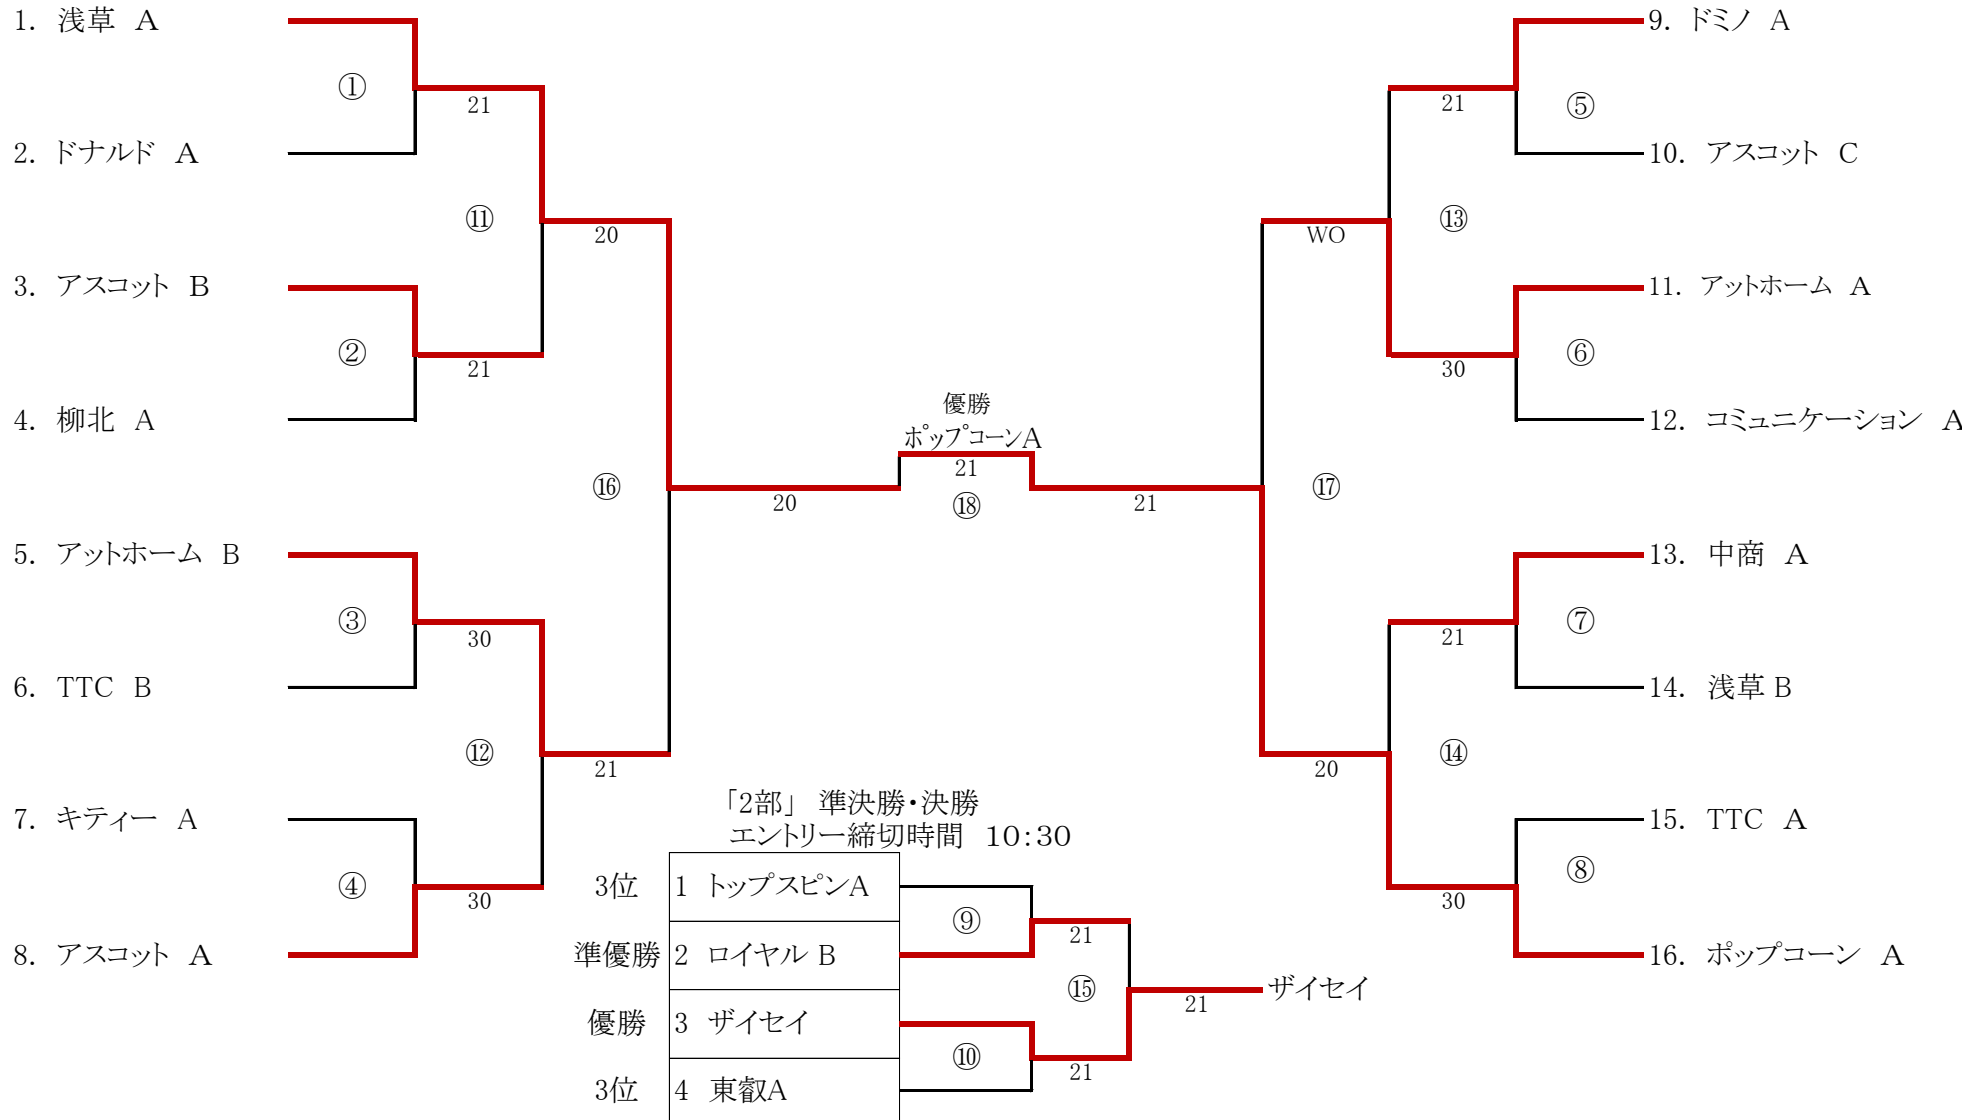 1. 浅草 A
9. ドミノ A
①
21
21
⑤
2. ドナルド A
10. アスコット C
⑪
20
WO
⑬
3. アスコット B
11. アットホーム A
②
21
30
⑥
4. 柳北 A
優勝
12. コミュニケーション A
ポップコーンA
21
⑯
20
⑱
21
⑰
5. アットホーム B
13. 中商 A
③
30
21
⑦
6. TTC B
14. 浅草 B
⑫
21
20
⑭
「2部」 準決勝・決勝
7. キティー A
エントリー締切時間 10:30
15. TTC A
④
30
3位 1 トップスピンA
⑨
21
30
⑧
8. アスコット A
準優勝 2 ロイヤル B
16. ポップコーン A
⑮
21
ザイセイ
優勝 3 ザイセイ
⑩
21
3位 4 東叡A